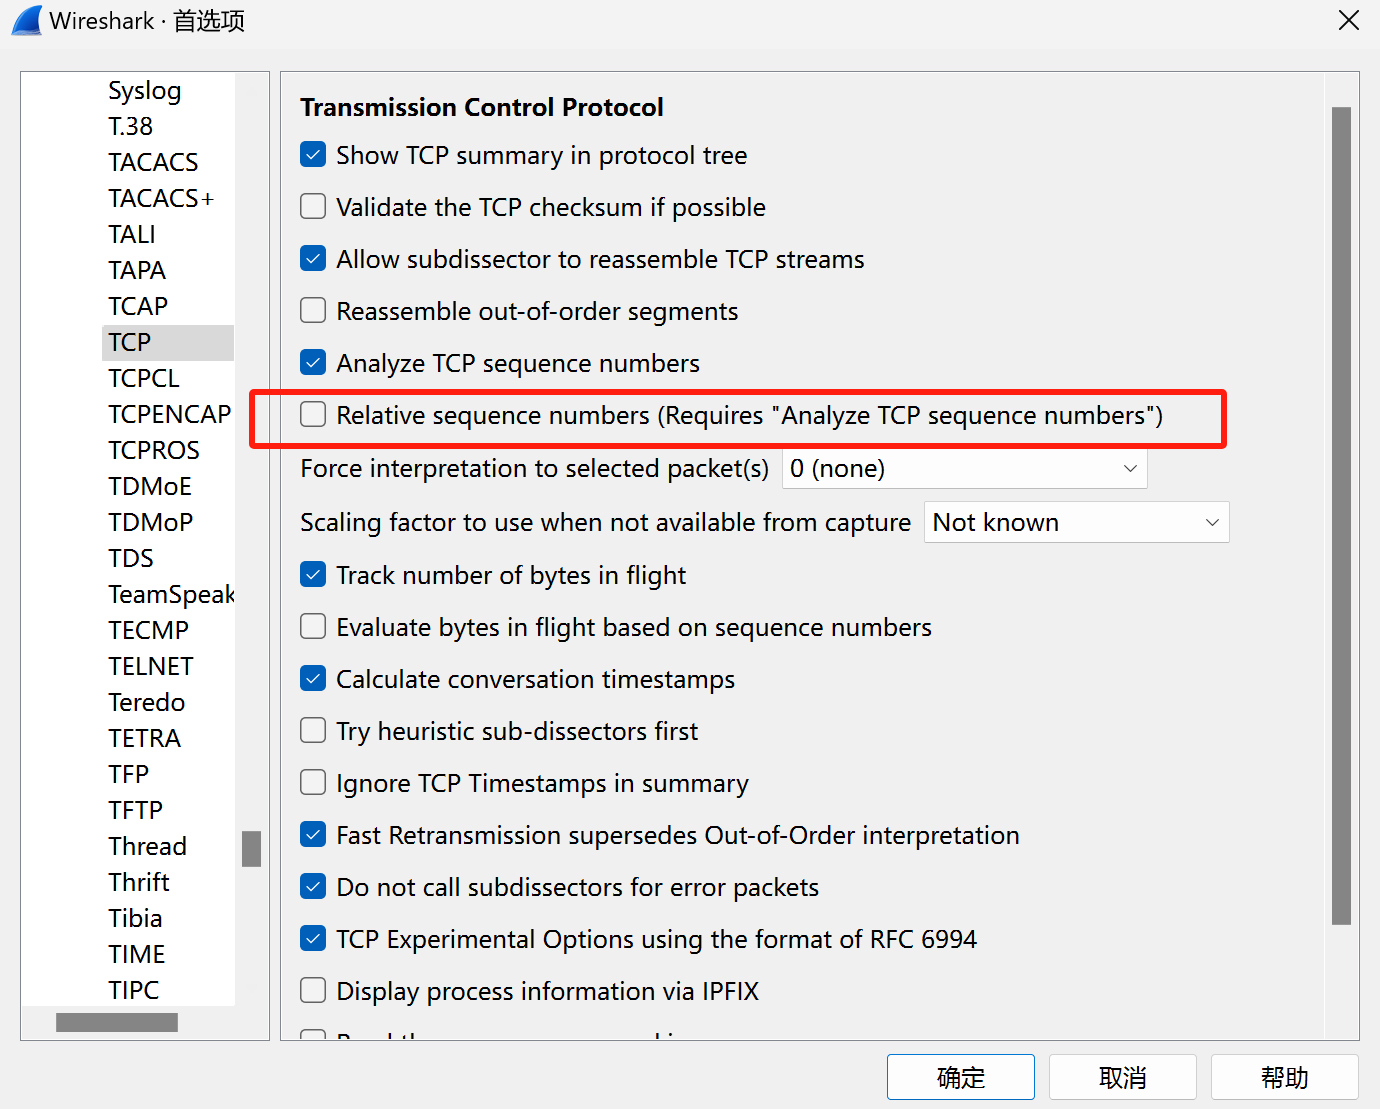 Wireshark · 首选项
Syslog
T.38
TACACS
TACACS+
TALI
TAPA
TCAP
TCP
TCPCL
TCPENCAP
TCPROS
TDMoE
TDMoP
TDS
TeamSpeak
TECMP
TELNET
Teredo
TETRA
TFP
TFTP
Thread
Thrift
Tibia
TIME
TIPC
Transmission Control Protocol
Show TCP summary in protocol tree
Validate the TCP checksum if possible
Allow subdissector to reassemble TCP streams
Reassemble out-of-order segments
Analyze TCP sequence numbers
Relative sequence numbers (Requires "Analyze TCP sequence numbers")
Force interpretation to selected packet(s) 0 (none)
Scaling factor to use when not available from capture Not known
Track number of bytes in flight
Evaluate bytes in flight based on sequence numbers
Calculate conversation timestamps
Try heuristic sub-dissectors first
Ignore TCP Timestamps in summary
Fast Retransmission supersedes Out-of-Order interpretation
Do not call subdissectors for error packets
TCP Experimental Options using the format of RFC 6994
Display process information via IPFIX
确定 取消 帮助